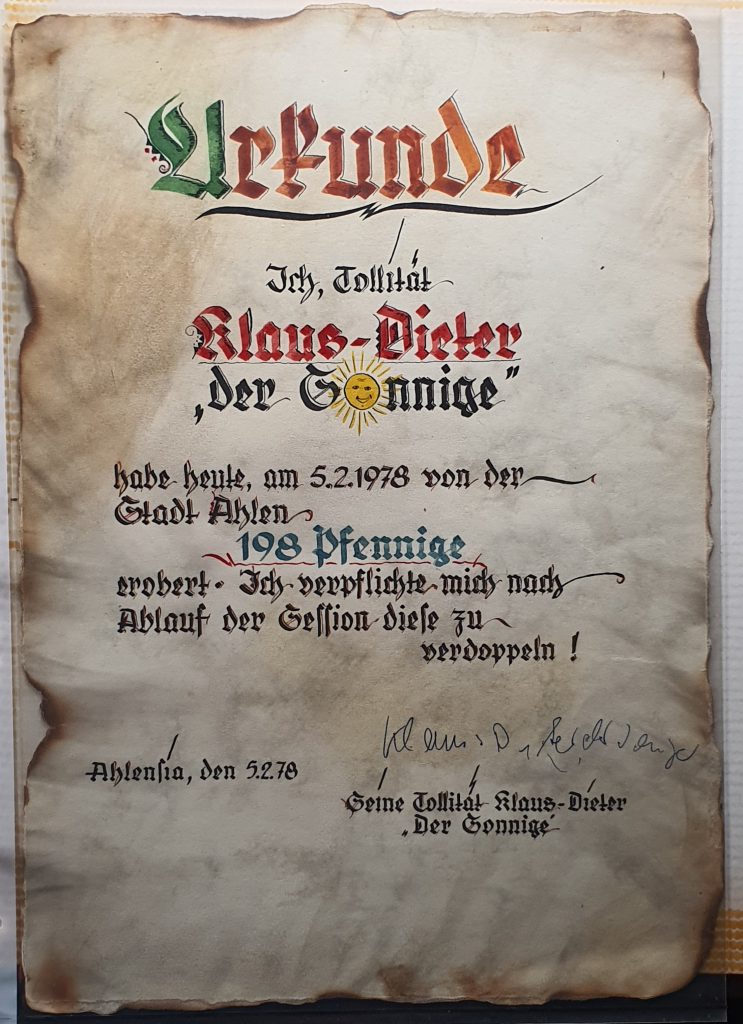 Urkunde
Ich, Tollität
Klaus-Dieter
„der Sonnige”
habe heute, am 5.2.1978 von der
Stadt Ahlen
198 Pfennige
erobert. Ich verpflichte mich nach
Ablauf der Session diese zu
verdoppeln !
Klaus-D.
Ahlensia, den 5.2.78
Seine Tollität Klaus-Dieter
„Der Sonnige”